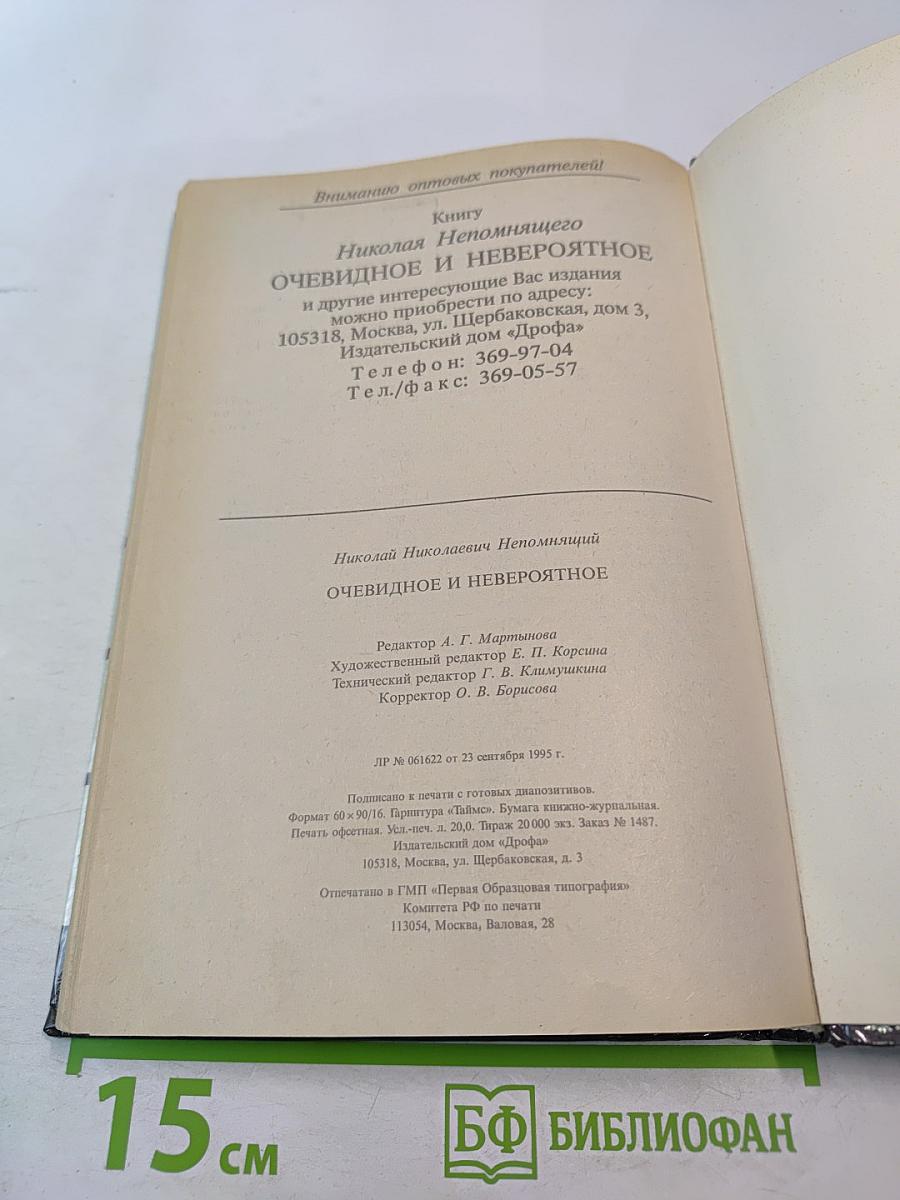 Вниманию оптовых покупателей!
Книгу
Николая Непомнящего
ОЧЕВИДНОЕ И НЕВЕРОЯТНОЕ
и другие интересующие Вас издания
можно приобрести по адресу:
105318, Москва, ул. Щербаковская, дом 3,
Издательский дом «Дрофа»
Телефон: 369-97-04
Тел./факс: 369-05-57
Николай Николаевич Непомнящий
ОЧЕВИДНОЕ И НЕВЕРОЯТНОЕ
Редактор А. Г. Мартынова
Художественный редактор Е. П. Корсина
Технический редактор Г. В. Климушкина
Корректор О. В. Борисова
ЛР № 061622 от 23 сентября 1995 г.
Подписано к печати с готовых диапозитивов.
Формат 60×90/16. Гарнитура «Таймс». Бумага книжно-журнальная.
Печать офсетная. Усл.-печ. л. 20,0. Тираж 20 000 экз. Заказ № 1487.
Издательский дом «Дрофа»
105318, Москва, ул. Щербаковская, д. 3
Отпечатано в ГМП «Первая Образцовая типография»
Комитета РФ по печати
113054, Москва, Валовая, 28
15 см
БФ БИБЛИОФАН